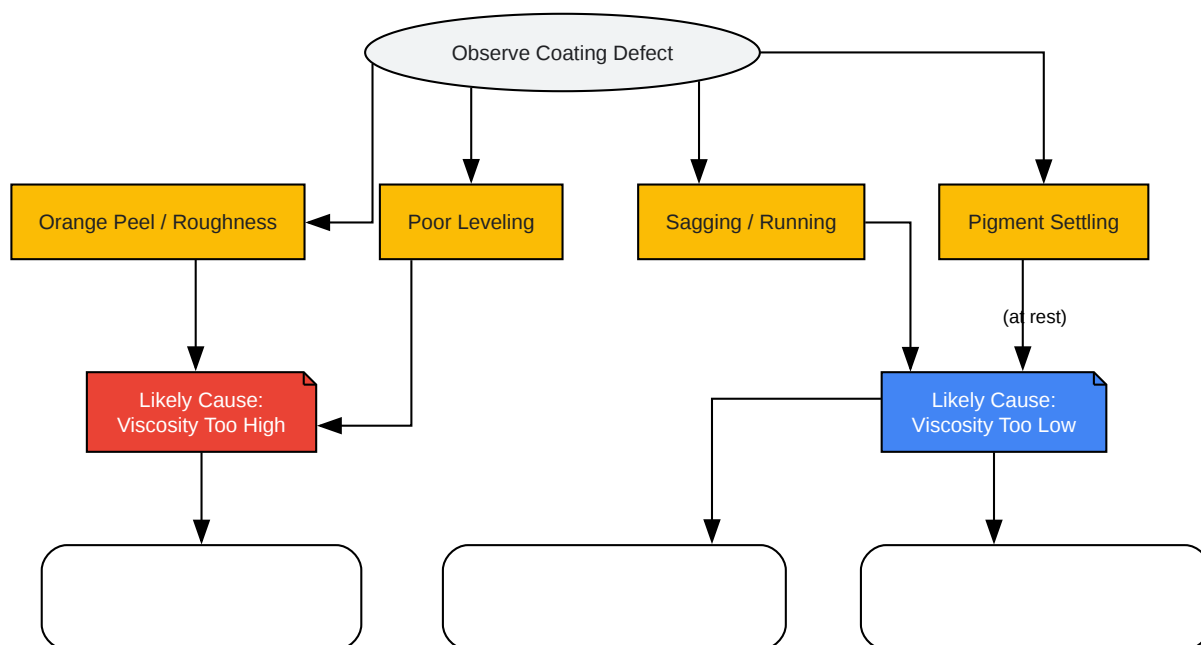 Observe Coating Defect
Orange Peel / Roughness
Poor Leveling
Sagging / Running
Pigment Settling
(at rest)
Likely Cause:
Viscosity Too High
Likely Cause:
Viscosity Too Low